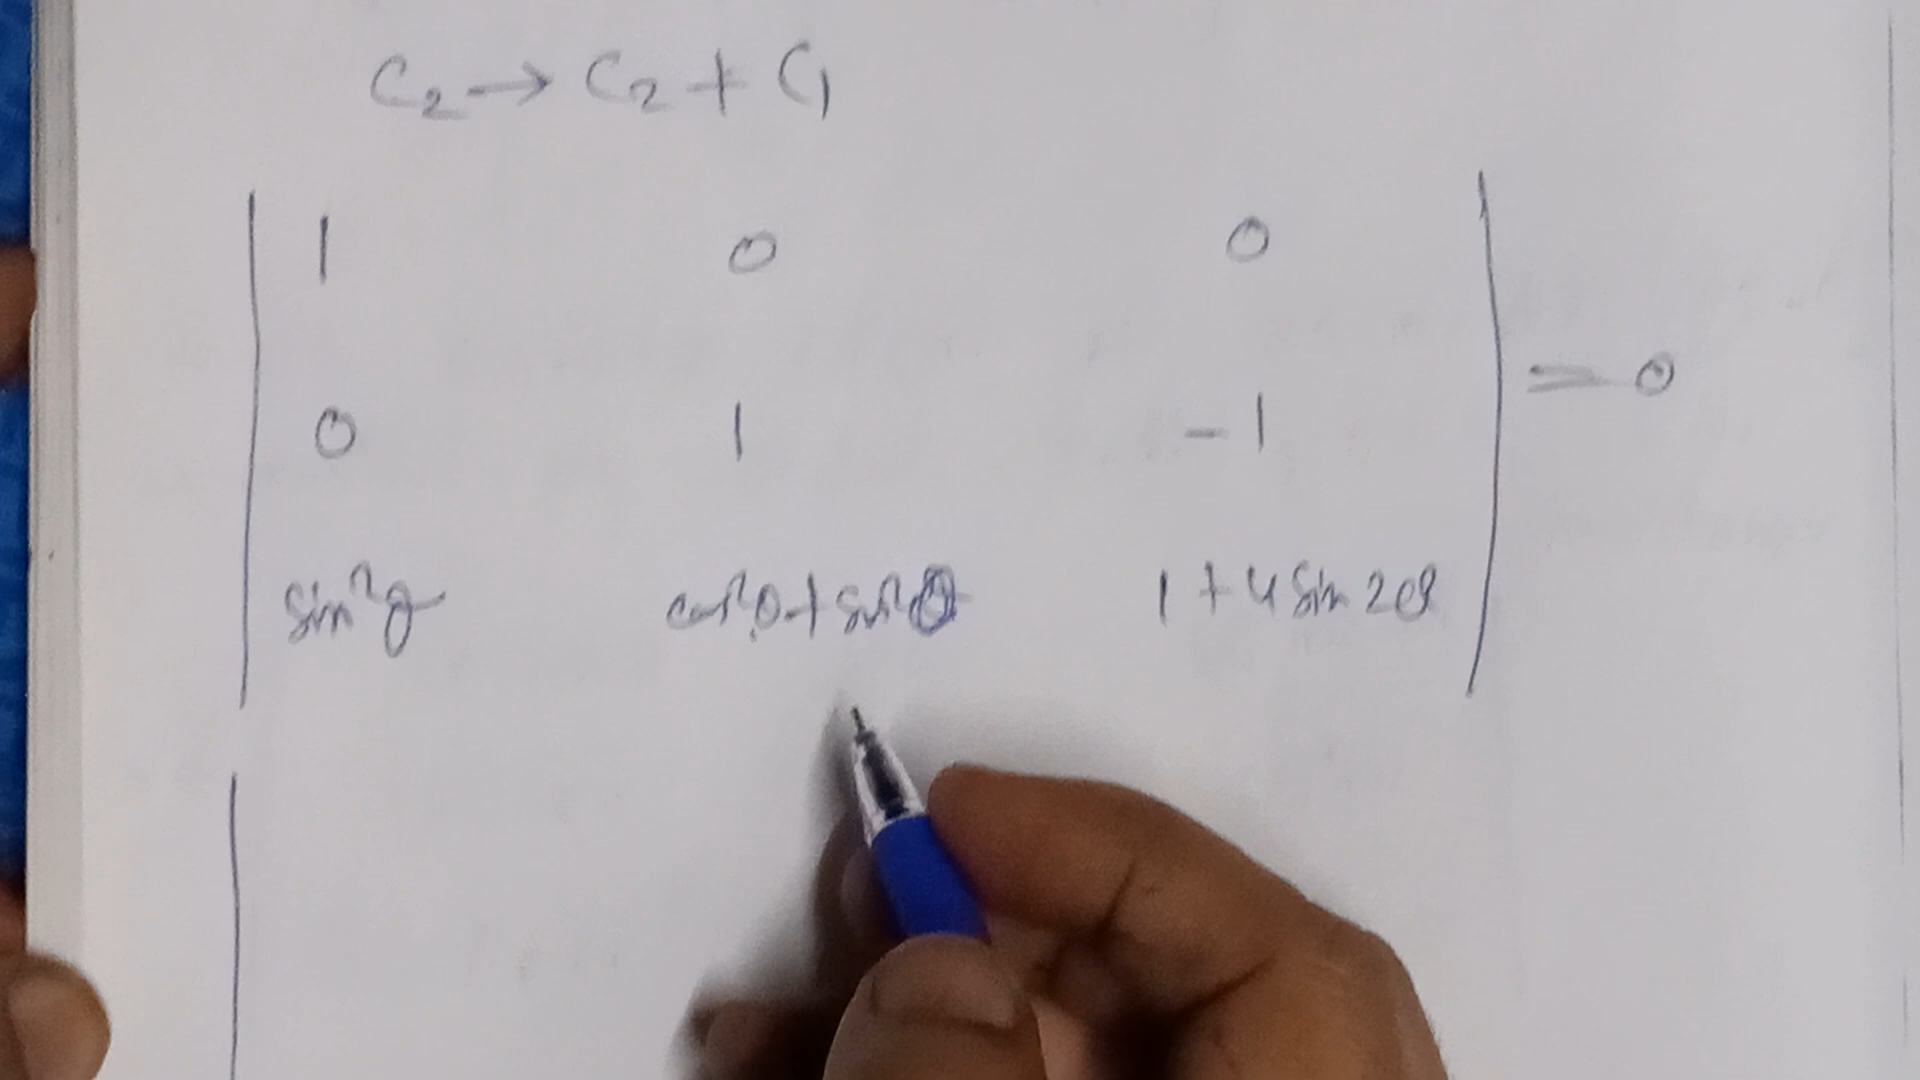 C₂ → C₂ + C₁
1 0 0
0 1 -1 = 0
sin²θ cos²θ + sin²θ 1 + 4 sin 2θ